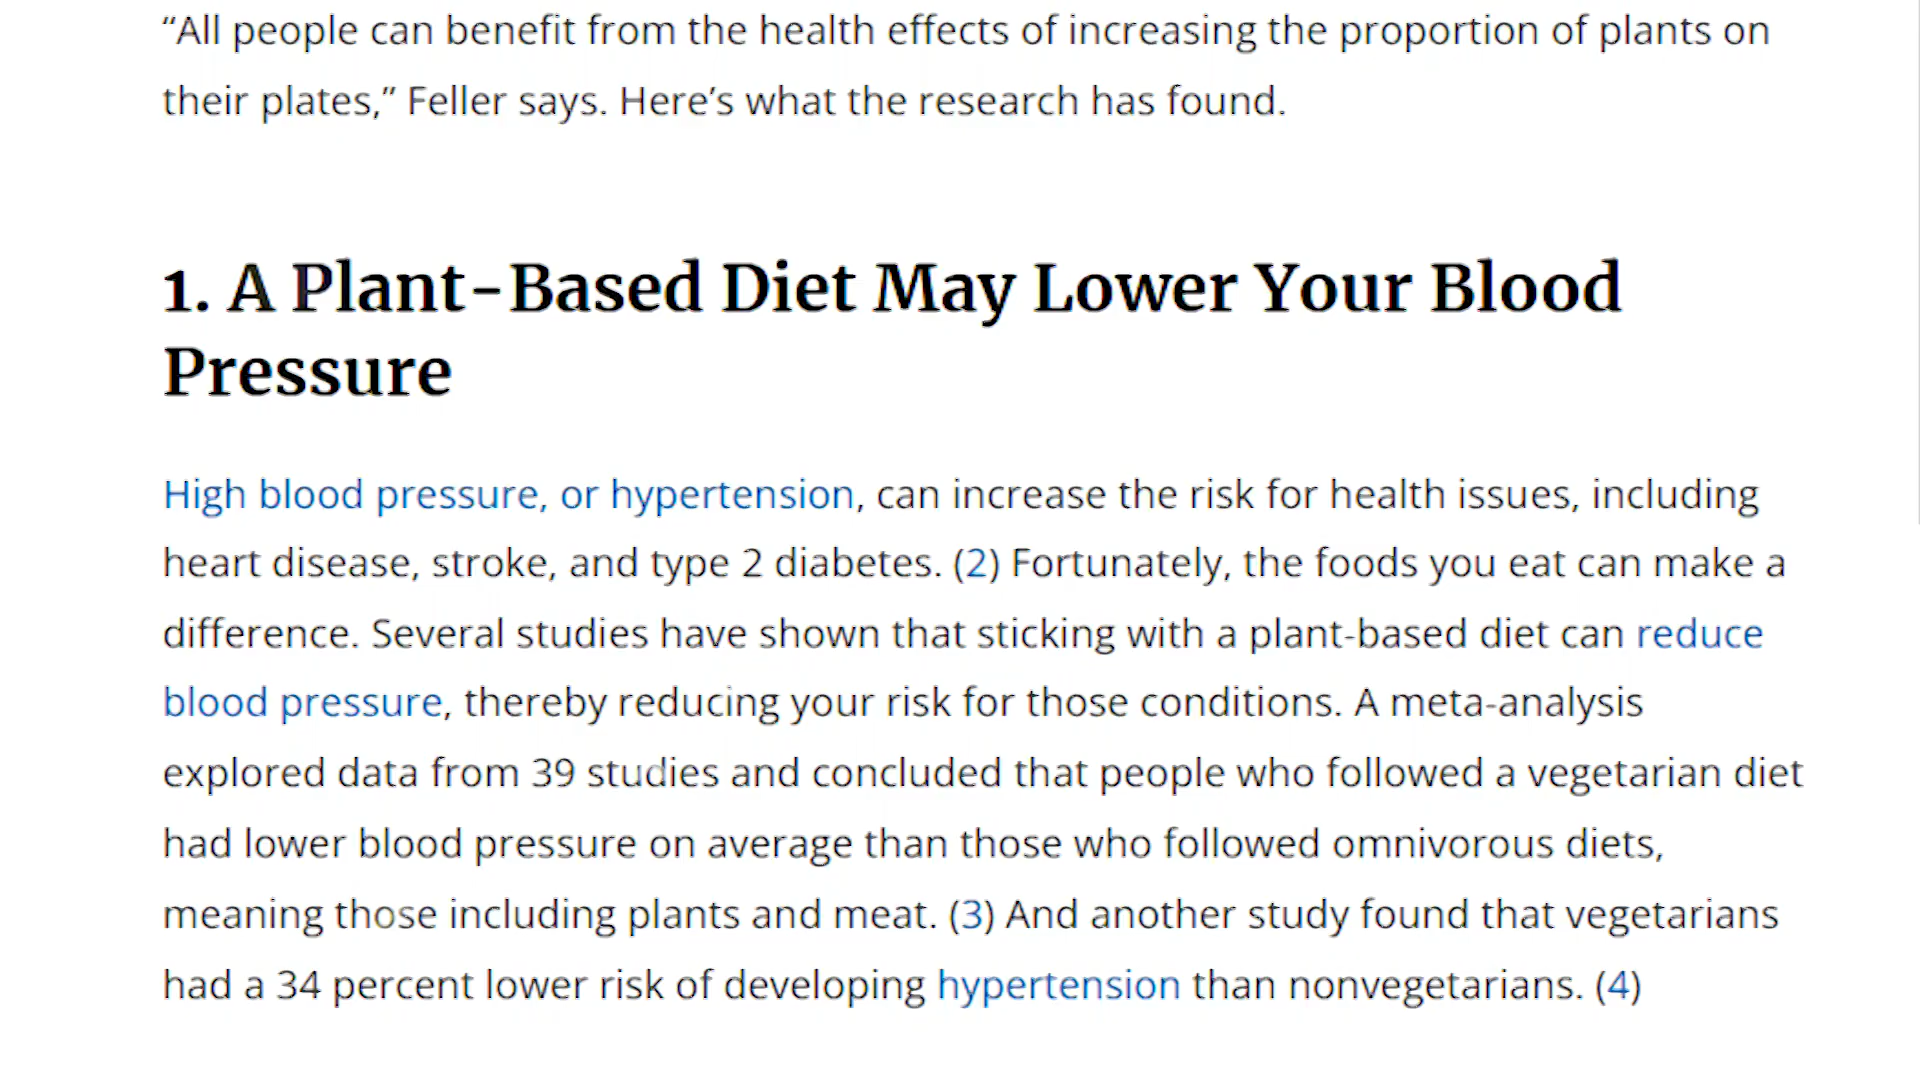 “All people can benefit from the health effects of increasing the proportion of plants on
their plates,” Feller says. Here’s what the research has found.
1. A Plant-Based Diet May Lower Your Blood
Pressure
High blood pressure, or hypertension, can increase the risk for health issues, including
heart disease, stroke, and type 2 diabetes. (2) Fortunately, the foods you eat can make a
difference. Several studies have shown that sticking with a plant-based diet can reduce
blood pressure, thereby reducing your risk for those conditions. A meta-analysis
explored data from 39 studies and concluded that people who followed a vegetarian diet
had lower blood pressure on average than those who followed omnivorous diets,
meaning those including plants and meat. (3) And another study found that vegetarians
had a 34 percent lower risk of developing hypertension than nonvegetarians. (4)